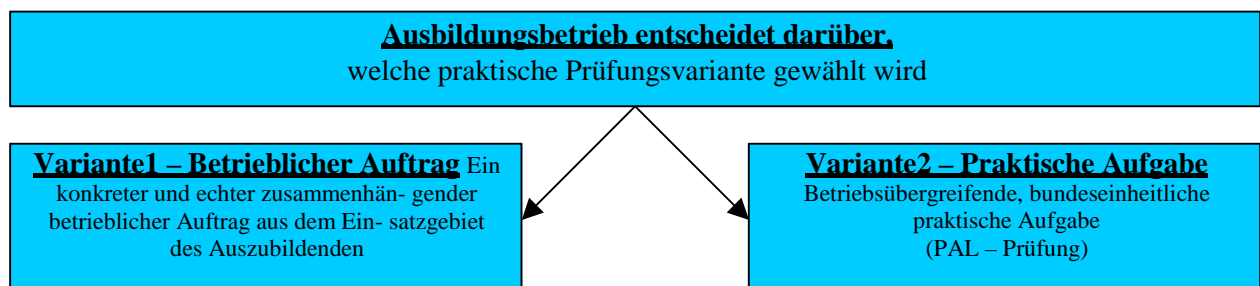 Ausbildungsbetrieb entscheidet darüber,
welche praktische Prüfungsvariante gewählt wird
Variante1 – Betrieblicher Auftrag Ein
konkreter und echter zusammenhän- gender
betrieblicher Auftrag aus dem Ein- satzgebiet
des Auszubildenden
Variante2 – Praktische Aufgabe
Betriebsübergreifende, bundeseinheitliche
praktische Aufgabe
(PAL – Prüfung)